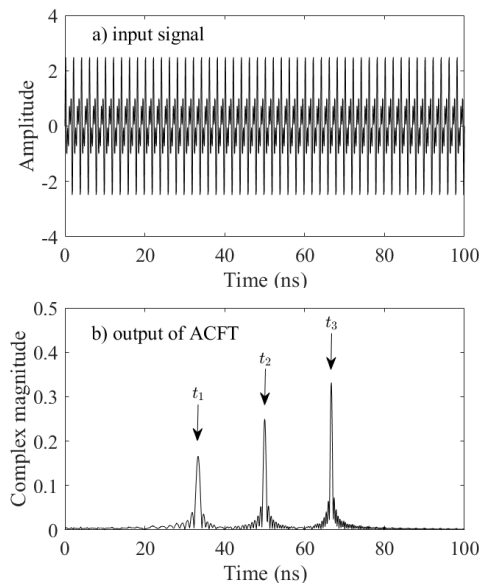 4
a) input signal
2
0
-2
-4
Amplitude
0 20 40 60 80 100
Time (ns)
0.5
b) output of ACFT
t3
0.4
t2
0.3
t1
0.2
0.1
0
Complex magnitude
0 20 40 60 80 100
Time (ns)